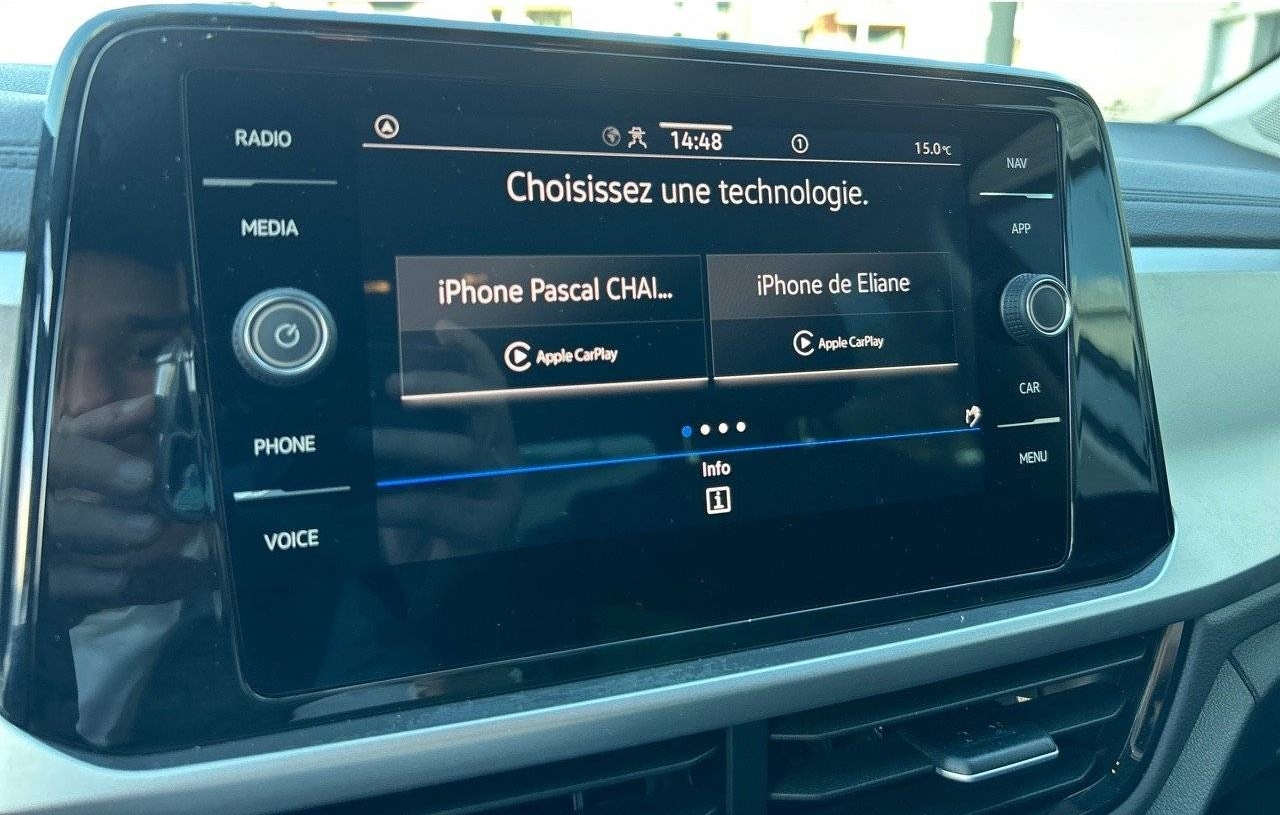 RADIO
MEDIA
PHONE
VOICE
14:48
1
15.0°C
Choisissez une technologie.
iPhone Pascal CHAI...
Apple CarPlay
iPhone de Eliane
Apple CarPlay
Info
i
NAV
APP
CAR
MENU